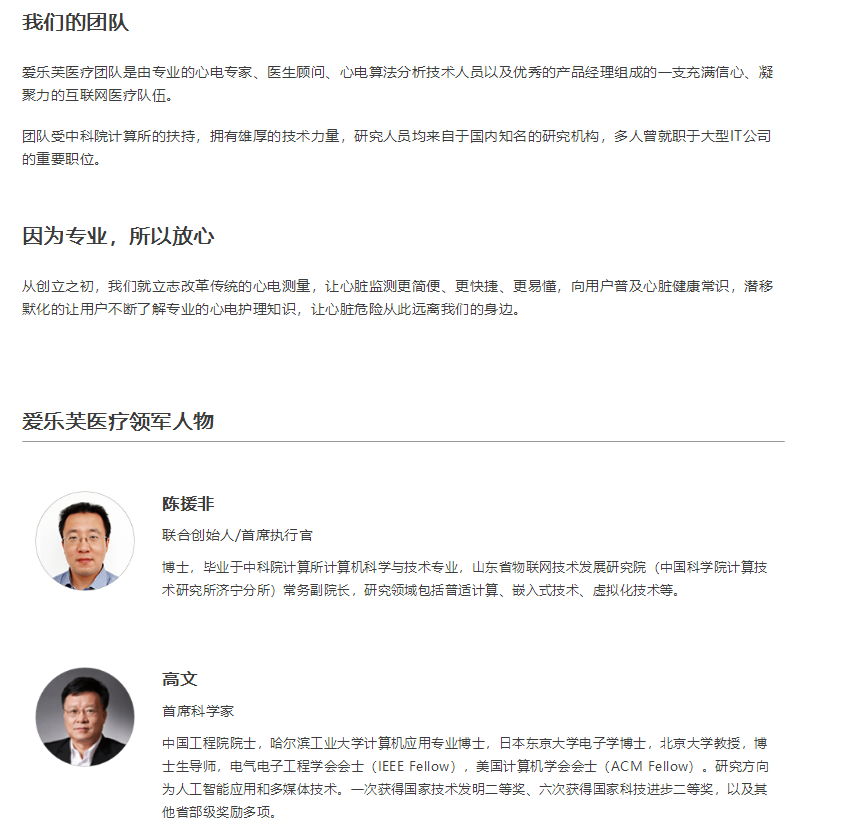 我们的团队
爱乐芙医疗团队是由专业的心电专家、医生顾问、心电算法分析技术人员以及优秀的产品经理组成的一支充满信心、凝
聚力的互联网医疗队伍。
团队受中科院计算所的扶持，拥有雄厚的技术力量，研究人员均来自于国内知名的研究机构，多人曾就职于大型IT公司
的重要职位。
因为专业，所以放心
从创立之初，我们就立志改革传统的心电测量，让心脏监测更简便、更快捷、更易懂，向用户普及心脏健康常识，潜移
默化的让用户不断了解专业的心电护理知识，让心脏危险从此远离我们的身边。
爱乐芙医疗领军人物
陈援非
联合创始人/首席执行官
博士，毕业于中科院计算所计算机科学与技术专业，山东省物联网技术发展研究院（中国科学院计算技
术研究所济宁分所）常务副院长，研究领域包括普适计算、嵌入式技术、虚拟化技术等。
高文
首席科学家
中国工程院院士，哈尔滨工业大学计算机应用专业博士，日本东京大学电子学博士，北京大学教授，博
士生导师，电气电子工程学会会士（IEEE Fellow），美国计算机学会会士（ACM Fellow）。研究方向
为人工智能应用和多媒体技术。一次获得国家技术发明二等奖、六次获得国家科技进步二等奖，以及其
他省部级奖励多项。